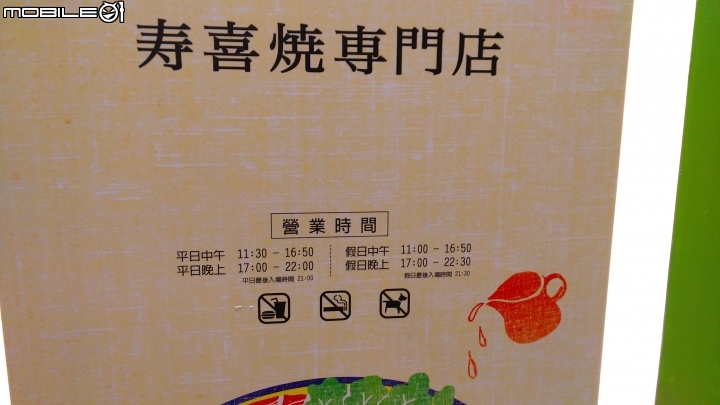 MOBILE01
寿喜焼専門店
營業時間
平日中午 11:30 - 16:50
平日晚上 17:00 - 22:00
平日最後入場時間 21:00
假日中午 11:00 - 16:50
假日晚上 17:00 - 22:30
假日最後入場時間 21:30